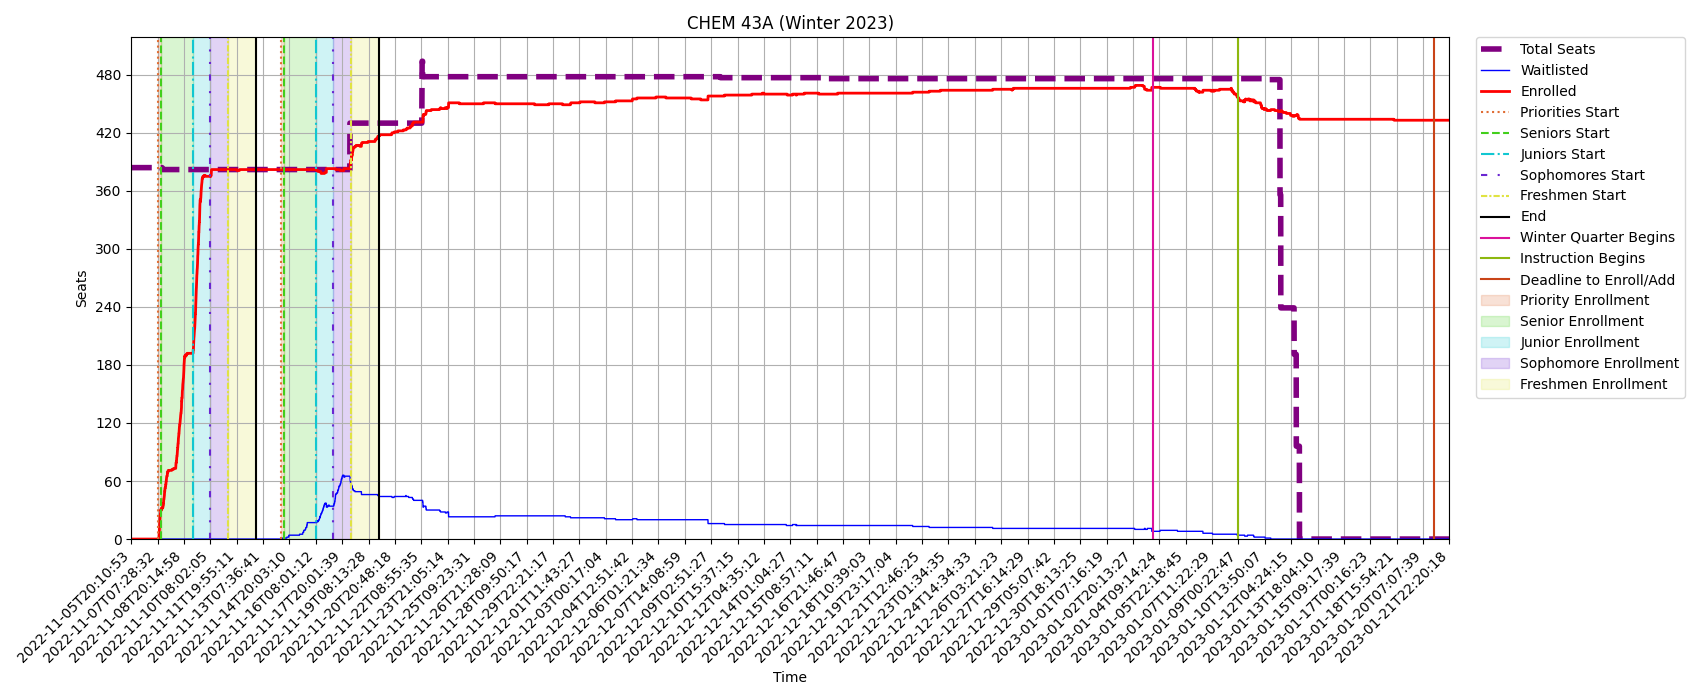 CHEM 43A (Winter 2023)
Seats
480
420
360
300
240
180
120
60
0
2022-11-05T20:10:53
2022-11-07T07:28:32
2022-11-08T20:14:58
2022-11-10T08:02:05
2022-11-11T19:55:11
2022-11-13T07:36:41
2022-11-14T20:03:10
2022-11-16T08:01:12
2022-11-17T20:01:39
2022-11-19T08:13:28
2022-11-20T20:48:18
2022-11-22T08:55:35
2022-11-23T21:05:14
2022-11-25T09:23:31
2022-11-26T21:28:09
2022-11-28T09:50:17
2022-11-29T22:21:17
2022-12-01T11:43:27
2022-12-03T00:17:04
2022-12-04T12:51:42
2022-12-06T01:21:34
2022-12-07T14:08:59
2022-12-09T02:51:27
2022-12-10T15:37:15
2022-12-12T04:35:12
2022-12-14T01:04:27
2022-12-15T08:57:11
2022-12-16T21:46:47
2022-12-18T10:39:03
2022-12-19T23:17:04
2022-12-21T12:46:25
2022-12-23T01:34:35
2022-12-24T14:34:33
2022-12-26T03:21:23
2022-12-27T16:14:29
2022-12-29T05:07:42
2022-12-30T18:13:25
2023-01-01T07:16:19
2023-01-02T20:13:27
2023-01-04T09:14:24
2023-01-05T22:18:45
2023-01-07T11:22:29
2023-01-09T00:22:47
2023-01-10T13:50:07
2023-01-12T04:24:15
2023-01-13T18:04:10
2023-01-15T09:17:39
2023-01-17T00:16:23
2023-01-18T15:54:21
2023-01-20T07:07:39
2023-01-21T22:20:18
Time
Total Seats
Waitlisted
Enrolled
Priorities Start
Seniors Start
Juniors Start
Sophomores Start
Freshmen Start
End
Winter Quarter Begins
Instruction Begins
Deadline to Enroll/Add
Priority Enrollment
Senior Enrollment
Junior Enrollment
Sophomore Enrollment
Freshmen Enrollment